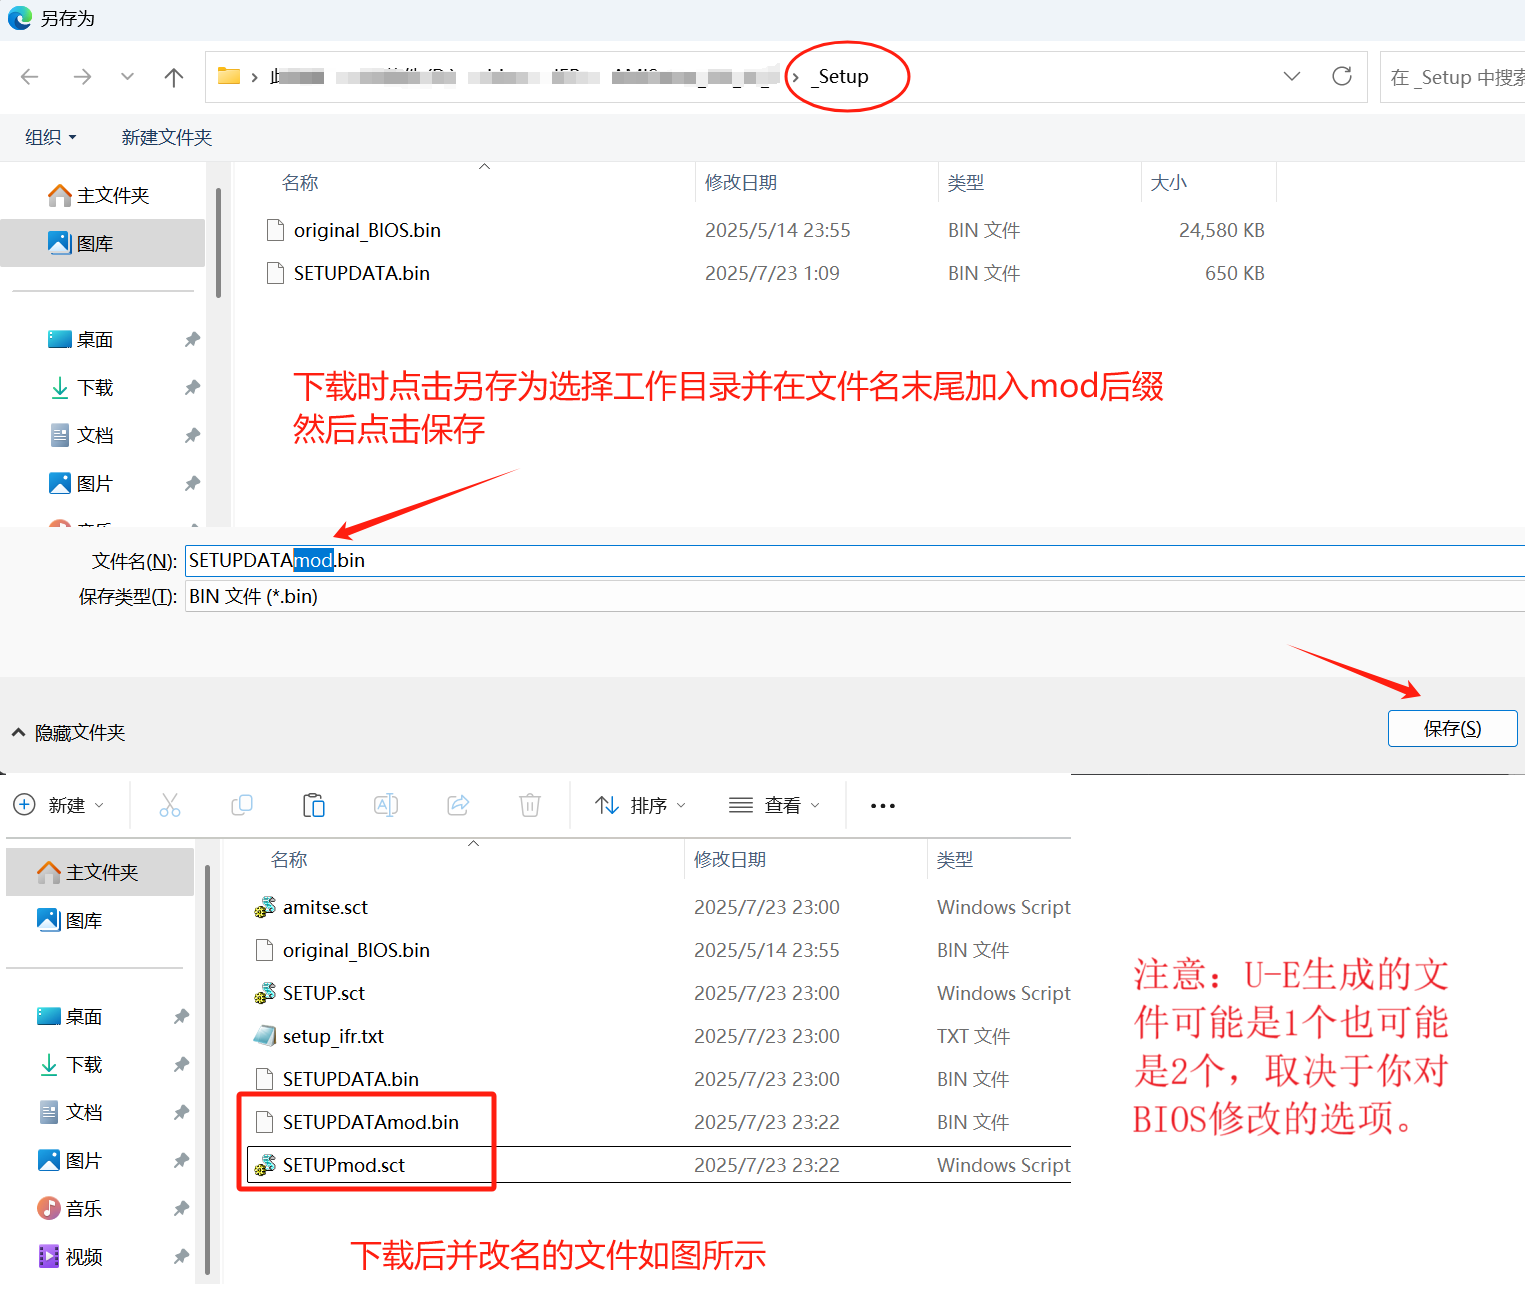 另存为
_Setup
在 _Setup 中搜索
组织
新建文件夹
名称
修改日期
类型
大小
主文件夹
图库
original_BIOS.bin
2025/5/14 23:55
BIN 文件
24,580 KB
SETUPDATA.bin
2025/7/23 1:09
BIN 文件
650 KB
桌面
下载
文档
图片
音乐
下载时点击另存为选择工作目录并在文件名末尾加入mod后缀
然后点击保存
文件名(N):
SETUPDATAmod.bin
保存类型(T):
BIN 文件 (*.bin)
隐藏文件夹
保存(S)
新建
排序
查看
名称
修改日期
类型
主文件夹
图库
amitse.sct
2025/7/23 23:00
Windows Script
original_BIOS.bin
2025/5/14 23:55
BIN 文件
SETUP.sct
2025/7/23 23:00
Windows Script
setup_ifr.txt
2025/7/23 23:00
TXT 文件
SETUPDATA.bin
2025/7/23 23:00
BIN 文件
SETUPDATAmod.bin
2025/7/23 23:22
BIN 文件
SETUPmod.sct
2025/7/23 23:22
Windows Script
桌面
下载
文档
图片
音乐
视频
注意：U-E生成的文
件可能是1个也可能
是2个，取决于你对
BIOS修改的选项。
下载后并改名的文件如图所示